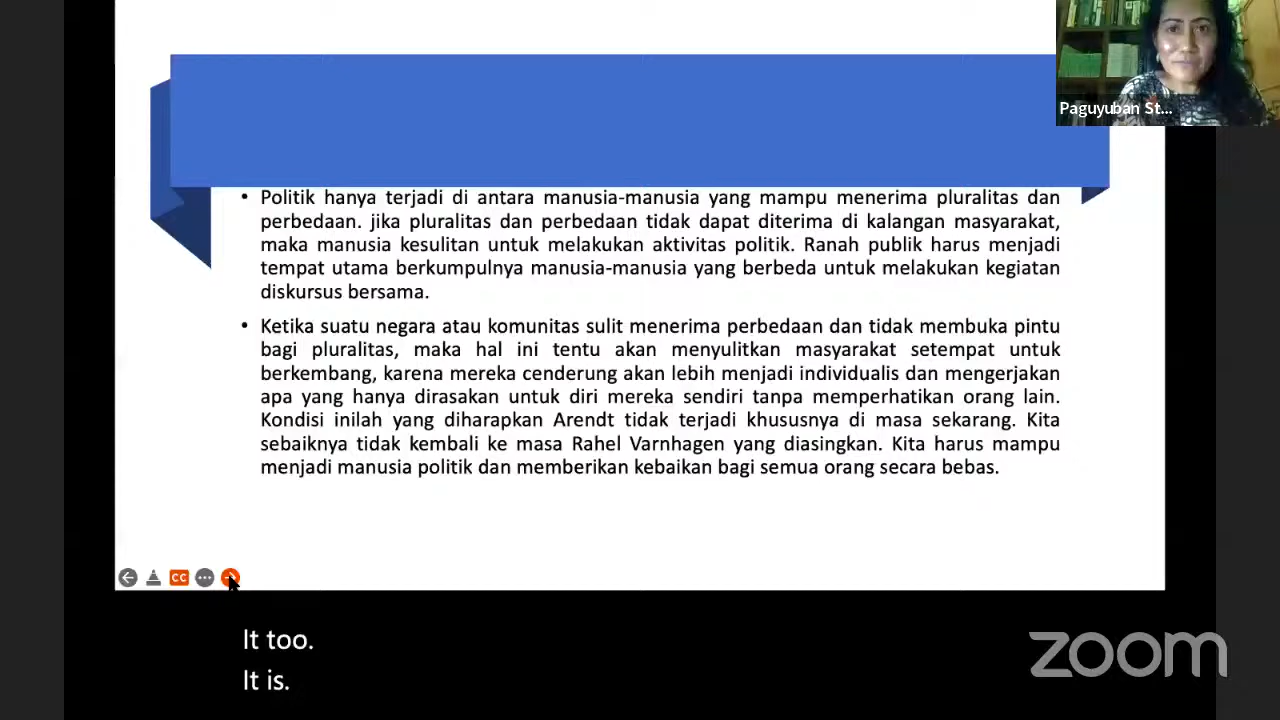 Paguyuban St...
• Politik hanya terjadi di antara manusia-manusia yang mampu menerima pluralitas dan
perbedaan. jika pluralitas dan perbedaan tidak dapat diterima di kalangan masyarakat,
maka manusia kesulitan untuk melakukan aktivitas politik. Ranah publik harus menjadi
tempat utama berkumpulnya manusia-manusia yang berbeda untuk melakukan kegiatan
diskursus bersama.
• Ketika suatu negara atau komunitas sulit menerima perbedaan dan tidak membuka pintu
bagi pluralitas, maka hal ini tentu akan menyulitkan masyarakat setempat untuk
berkembang, karena mereka cenderung akan lebih menjadi individualis dan mengerjakan
apa yang hanya dirasakan untuk diri mereka sendiri tanpa memperhatikan orang lain.
Kondisi inilah yang diharapkan Arendt tidak terjadi khususnya di masa sekarang. Kita
sebaiknya tidak kembali ke masa Rahel Varnhagen yang diasingkan. Kita harus mampu
menjadi manusia politik dan memberikan kebaikan bagi semua orang secara bebas.
CC
It too.
It is.
zoom